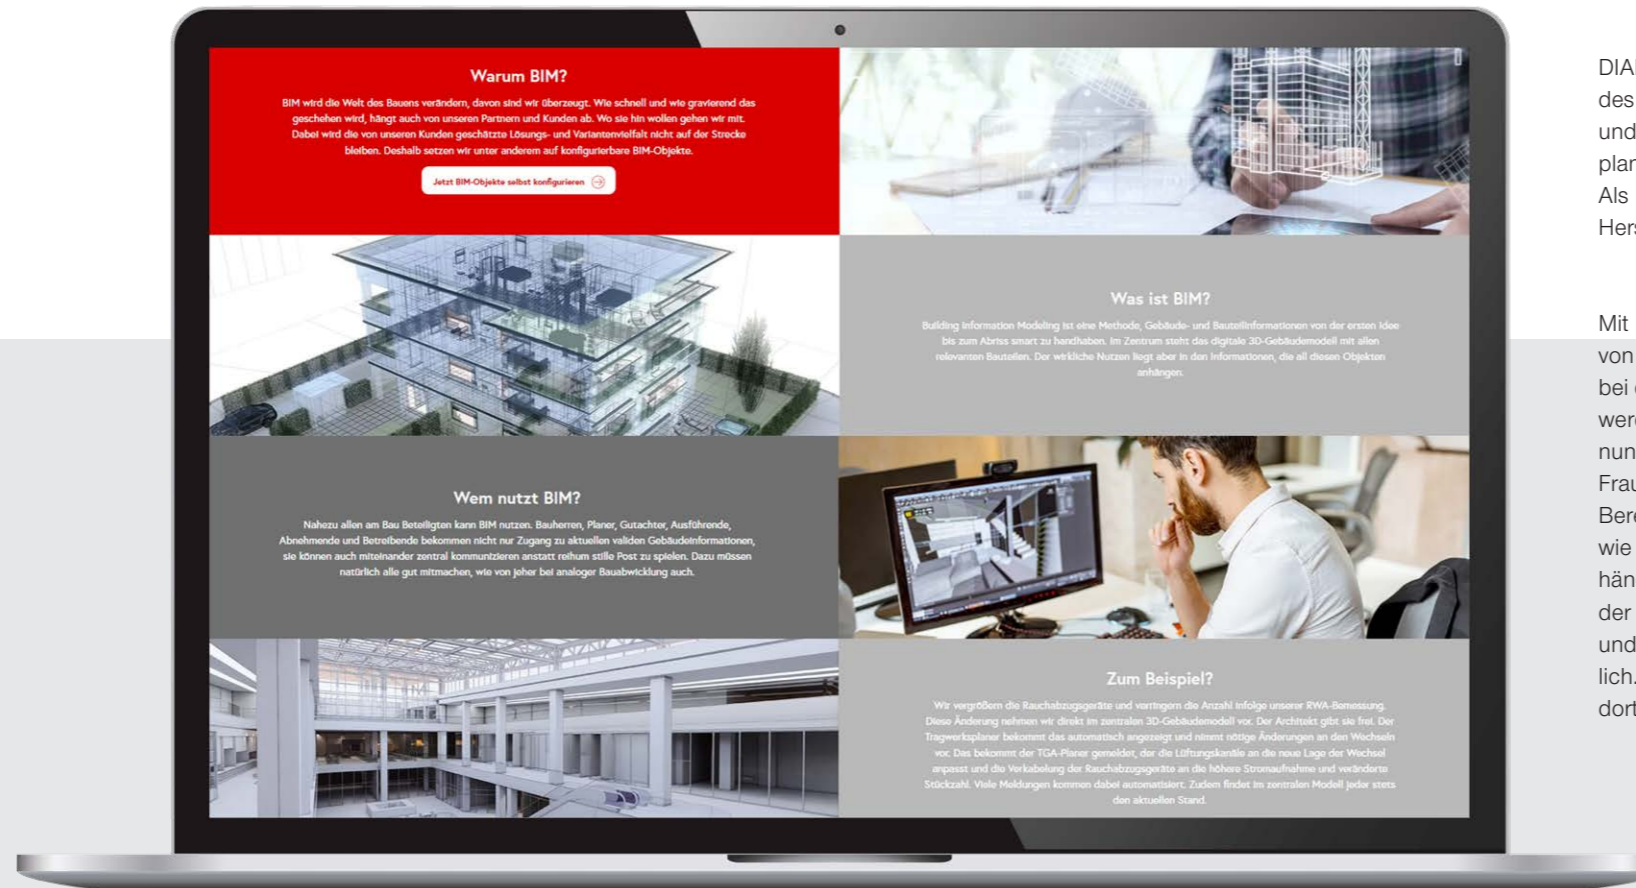 Warum BIM?
BIM wird die Welt des Bauens verändern, davon sind wir überzeugt. Wie schnell und wie gravierend das
geschehen wird, hängt auch von unseren Partnern und Kunden ab. Wo sie hin wollen gehen wir mit.
Dabei wird die von unseren Kunden geschätzte Lösungs- und Variantenvielfalt nicht auf der Strecke
bleiben. Deshalb setzen wir unter anderem auf konfigurierbare BIM-Objekte.
Jetzt BIM-Objekte selbst konfigurieren
Was ist BIM?
Building Information Modeling ist eine Methode, Gebäude- und Bauteilinformationen von der ersten Idee
bis zum Abriss smart zu handhaben. Im Zentrum steht das digitale 3D-Gebäudemodell mit allen
relevanten Bauteilen. Der wirkliche Nutzen liegt aber in den Informationen, die all diesen Objekten
anhängen.
Wem nutzt BIM?
Nahezu allen am Bau Beteiligten kann BIM nutzen. Bauherren, Planer, Gutachter, Ausführende,
Abnehmende und Betreibende bekommen nicht nur Zugang zu aktuellen validen Gebäudeinformationen,
sie können auch miteinander zentral kommunizieren anstatt reihum stille Post zu spielen. Dazu müssen
natürlich alle gut mitmachen, wie von jeher bei analoger Bauabwicklung auch.
Zum Beispiel?
Wir vergrößern die Rauchabzugsgeräte und verringern die Anzahl infolge unserer RWA-Bemessung.
Diese Änderung nehmen wir direkt im zentralen 3D-Gebäudemodell vor. Der Architekt gibt sie frei. Der
Tragwerksplaner bekommt das automatisch angezeigt und nimmt nötige Änderungen an den Wechseln
vor. Das bekommt der TGA-Planer gemeldet, der die Lüftungskanäle an die neue Lage der Wechsel
anpasst und die Verkabelung der Rauchabzugsgeräte an die höhere Stromaufnahme und veränderte
Stückzahl. Viele Meldungen kommen dabei automatisiert. Zudem findet im zentralen Modell jeder stets
den aktuellen Stand.
des
und
plan
Als
Hers
Mit
von
bei
werd
nun
Frau
Bere
wie
hän
der
und
lich.
dort